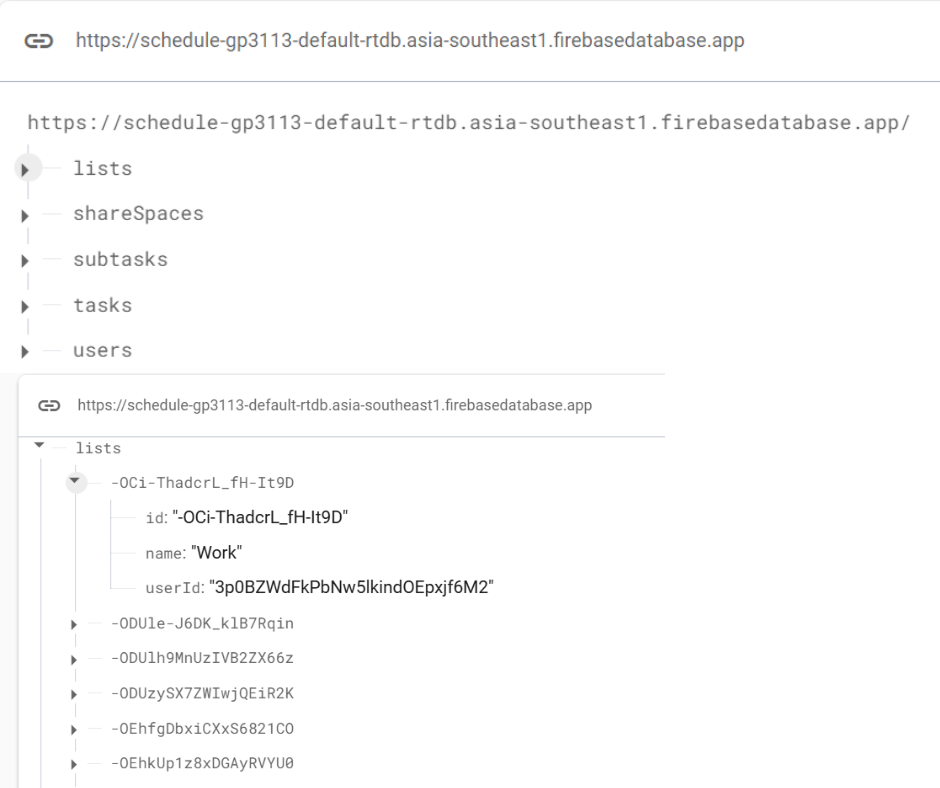 https://schedule-gp3113-default-rtdb.asia-southeast1.firebasedatabase.app
https://schedule-gp3113-default-rtdb.asia-southeast1.firebasedatabase.app/
lists
shareSpaces
subtasks
tasks
users
https://schedule-gp3113-default-rtdb.asia-southeast1.firebasedatabase.app
lists
-OCi-ThadcrL_fH-It9D
id: "-OCi-ThadcrL_fH-It9D"
name: "Work"
userId: "3p0BZWdFkPbNw5lkindOEpxjf6M2"
-ODUle-J6DK_klB7Rqin
-ODUlh9MnUzIVB2ZX66z
-ODUzySX7ZWIwjQEiR2K
-OEhfgDbxiCXxS6821CO
-OEhkUp1z8xDGAyRVYU0